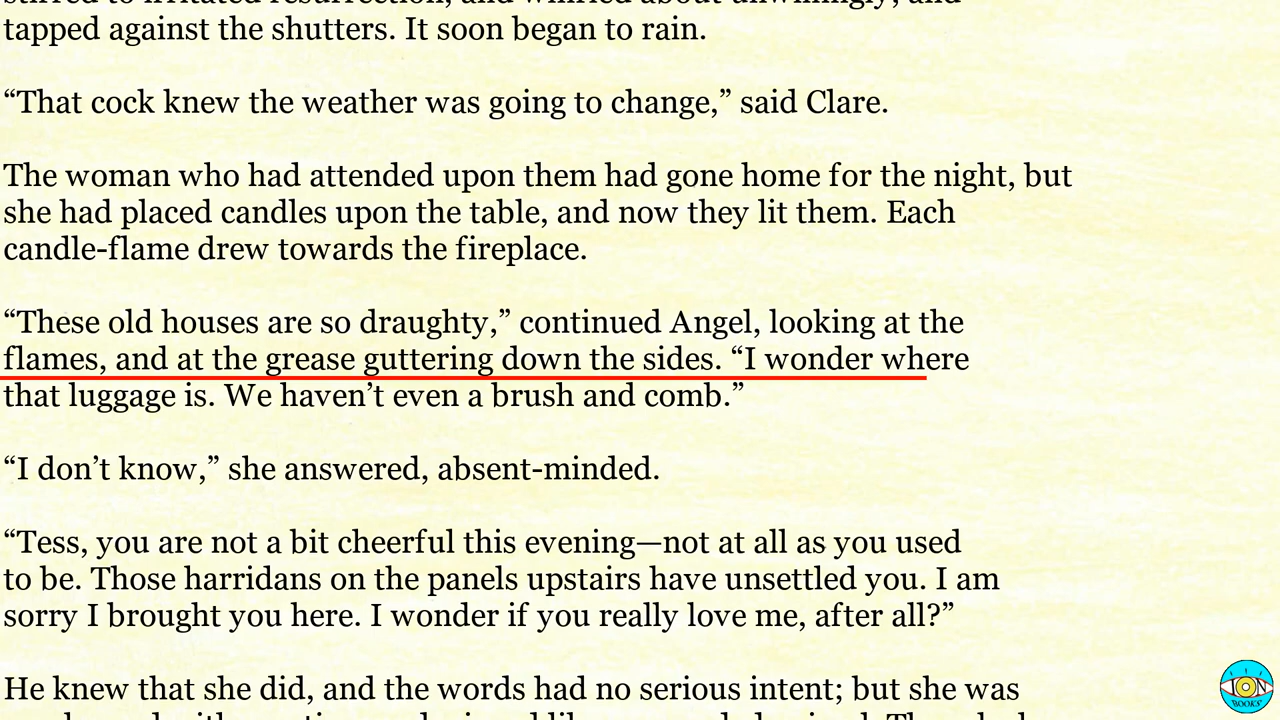 tapped against the shutters. It soon began to rain.
“That cock knew the weather was going to change,” said Clare.
The woman who had attended upon them had gone home for the night, but
she had placed candles upon the table, and now they lit them. Each
candle-flame drew towards the fireplace.
“These old houses are so draughty,” continued Angel, looking at the
flames, and at the grease guttering down the sides. “I wonder where
that luggage is. We haven’t even a brush and comb.”
“I don’t know,” she answered, absent-minded.
“Tess, you are not a bit cheerful this evening—not at all as you used
to be. Those harridans on the panels upstairs have unsettled you. I am
sorry I brought you here. I wonder if you really love me, after all?”
He knew that she did, and the words had no serious intent; but she was
ION
BOOKS